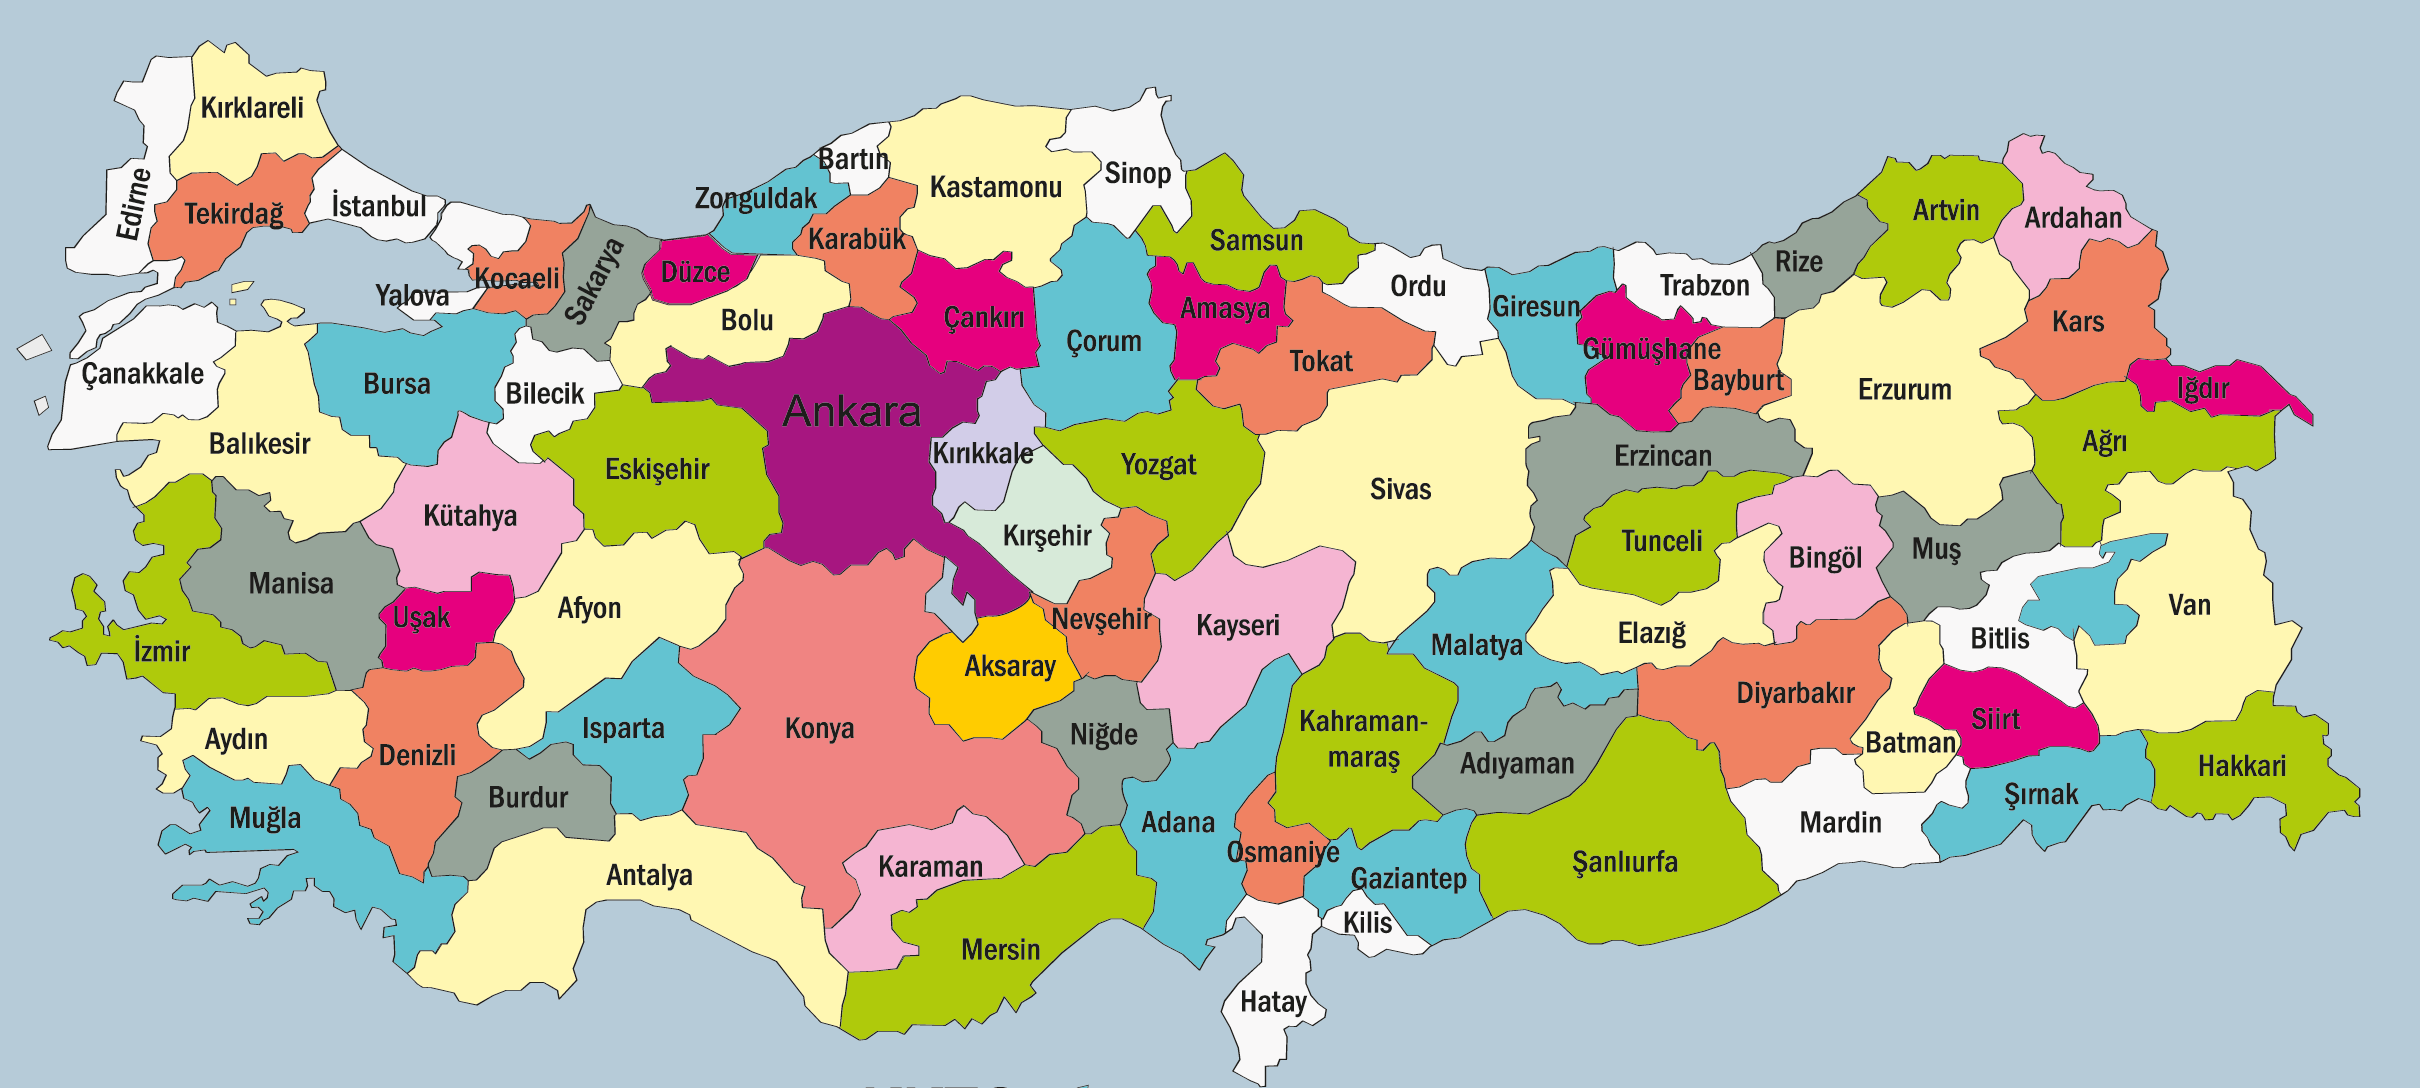 Kırklareli
Edirne
Tekirdağ
İstanbul
Kocaeli
Yalova
Sakarya
Düzce
Zonguldak
Bartın
Karabük
Kastamonu
Sinop
Bolu
Çankırı
Çorum
Samsun
Amasya
Tokat
Ordu
Giresun
Gümüşhane
Trabzon
Bayburt
Rize
Artvin
Ardahan
Kars
Iğdır
Ağrı
Erzurum
Erzincan
Çanakkale
Balıkesir
Bursa
Bilecik
Kütahya
Eskişehir
Ankara
Kırıkkale
Kırşehir
Yozgat
Sivas
Tunceli
Bingöl
Muş
Bitlis
Van
Manisa
İzmir
Uşak
Afyon
Aydın
Denizli
Isparta
Burdur
Muğla
Antalya
Konya
Aksaray
Nevşehir
Kayseri
Niğde
Karaman
Mersin
Adana
Osmaniye
Hatay
Kilis
Gaziantep
Kahraman-
maraş
Malatya
Elazığ
Adıyaman
Şanlıurfa
Diyarbakır
Batman
Siirt
Mardin
Şırnak
Hakkari